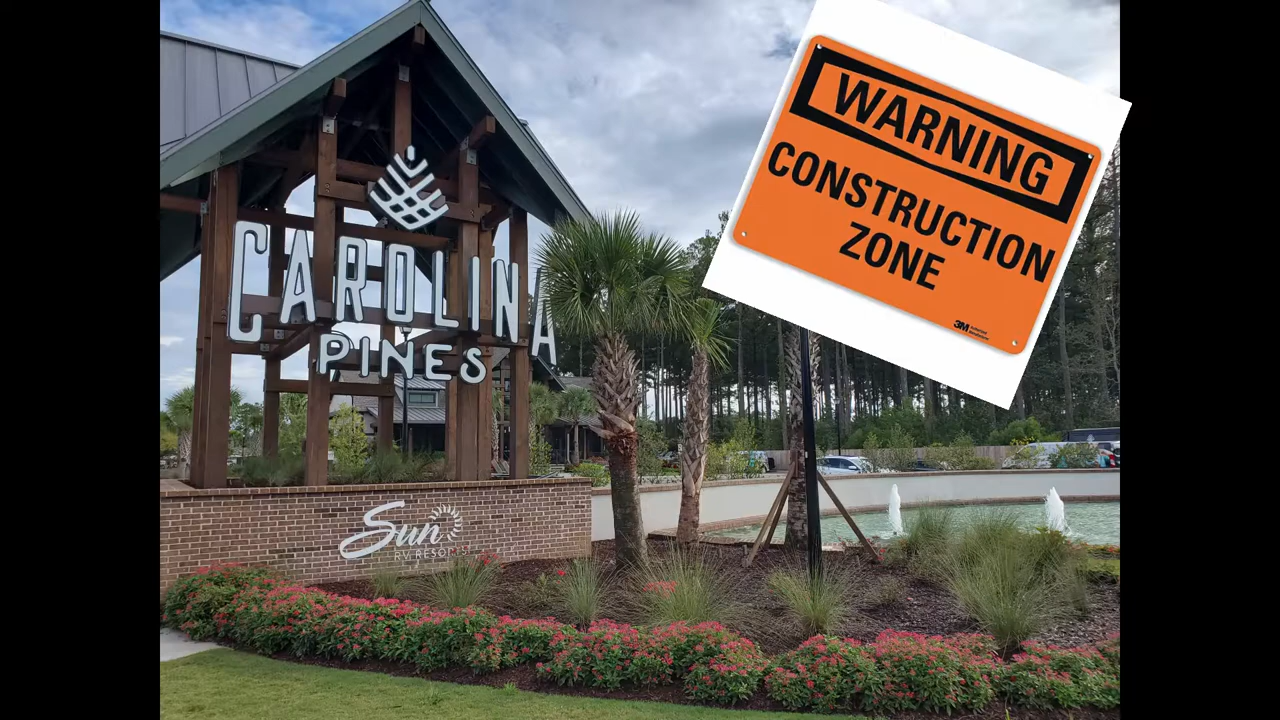 CAROLINA
PINES
Sun
RV RESORTS
WARNING
CONSTRUCTION
ZONE
3M